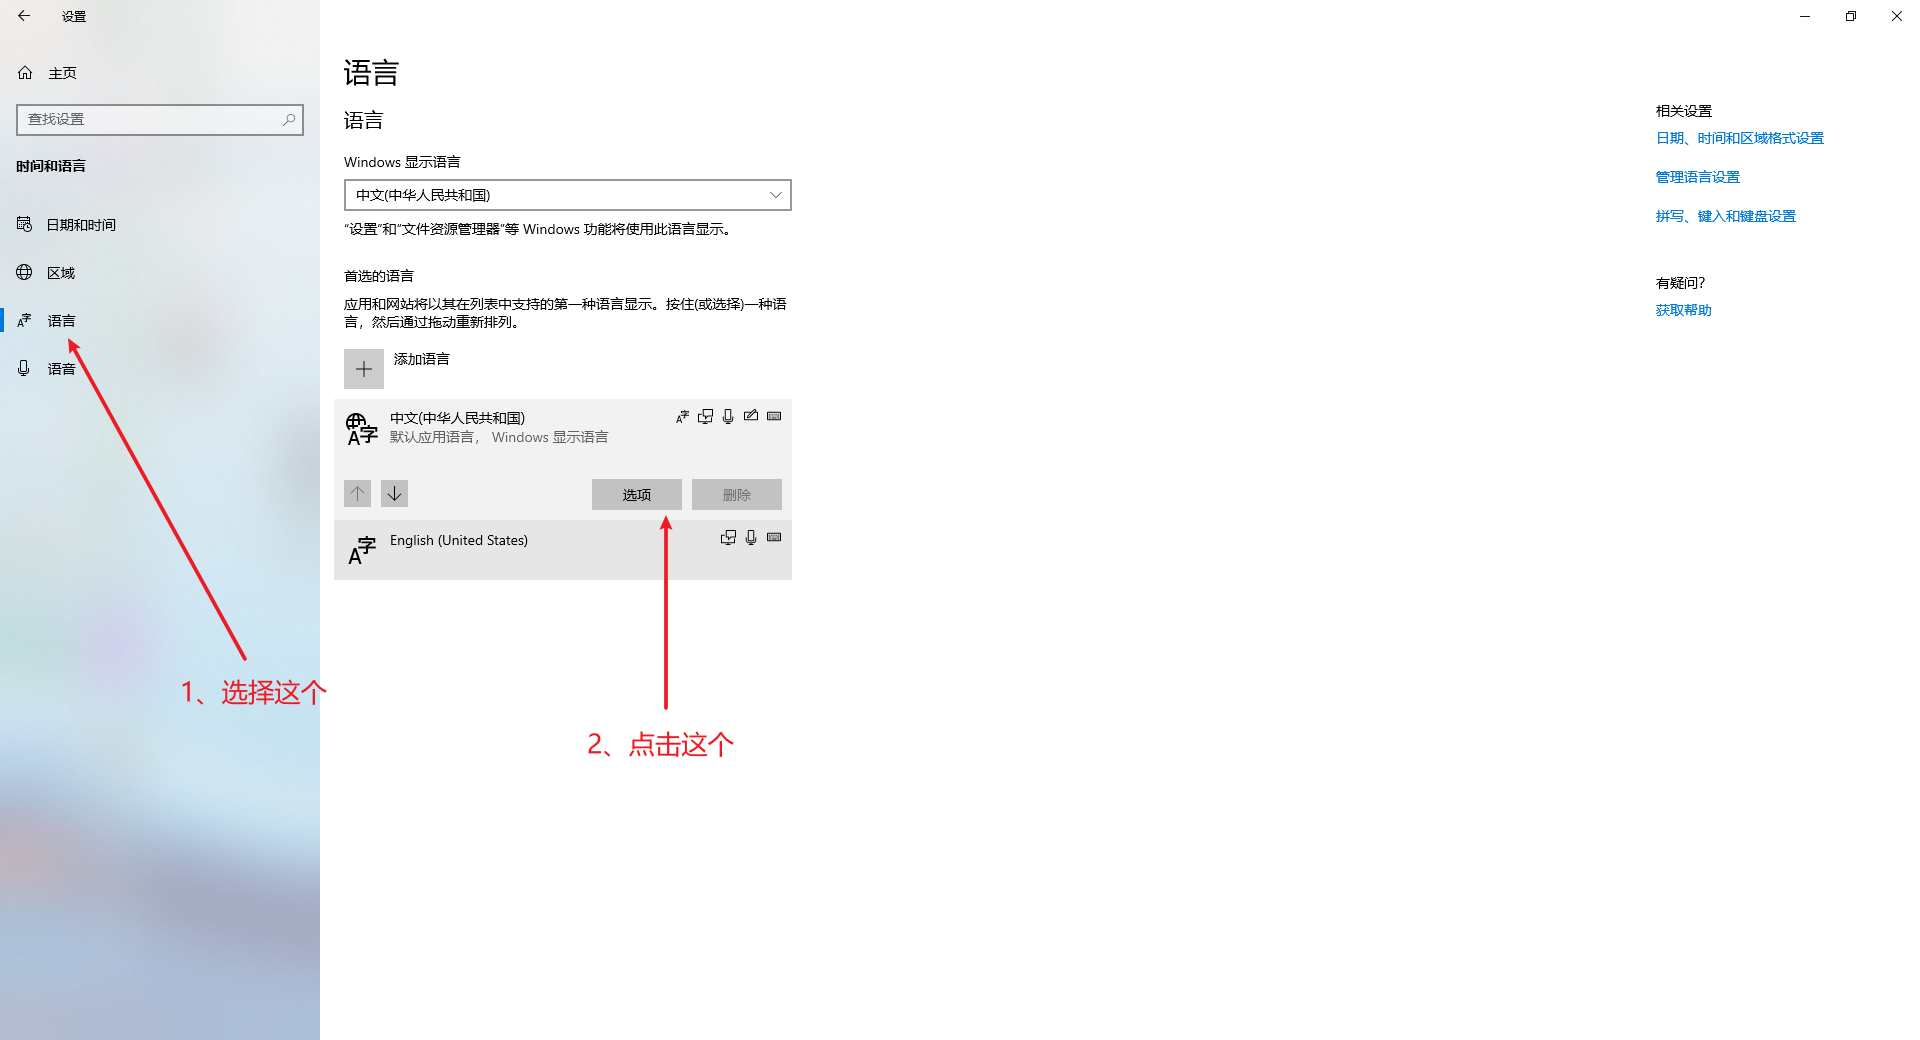 设置
主页
查找设置
时间和语言
日期和时间
区域
语言
语音
1、选择这个
语言
语言
Windows 显示语言
中文(中华人民共和国)
“设置”和“文件资源管理器”等 Windows 功能将使用此语言显示。
首选的语言
应用和网站将以其在列表中支持的第一种语言显示。按住(或选择)一种语
言，然后通过拖动重新排列。
添加语言
中文(中华人民共和国)
默认应用语言， Windows 显示语言
选项 删除
English (United States)
2、点击这个
相关设置
日期、时间和区域格式设置
管理语言设置
拼写、键入和键盘设置
有疑问?
获取帮助